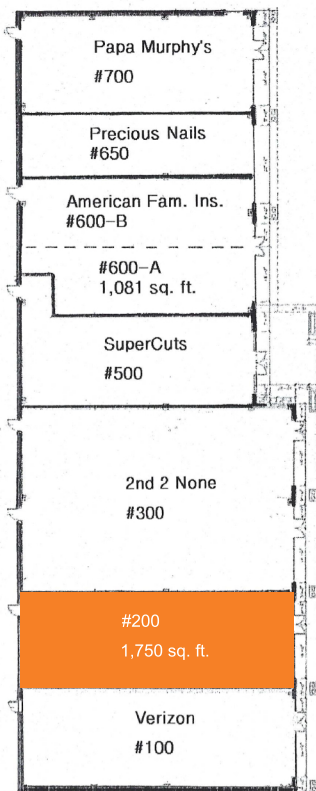 Papa Murphy's
#700
Precious Nails
#650
American Fam. Ins.
#600-B
#600-A
1,081 sq. ft.
SuperCuts
#500
2nd 2 None
#300
#200
1,750 sq. ft.
Verizon
#100